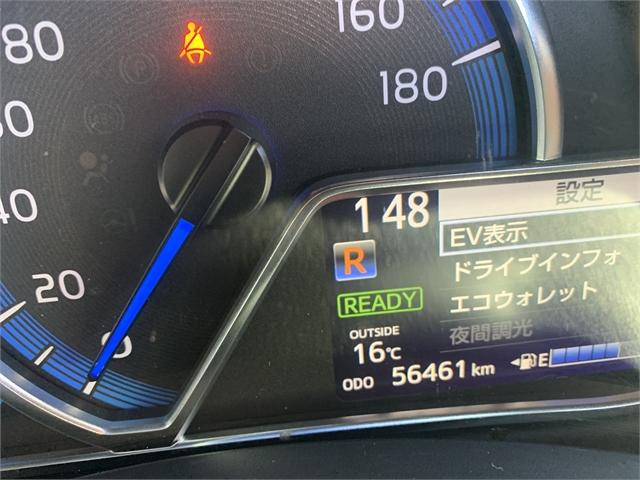 80
160
180
60
40
20
0
148
設定
R
EV表示
ドライブインフォ
READY
エコウォレット
OUTSIDE
夜間調光
16℃
E
ODO 56461 km